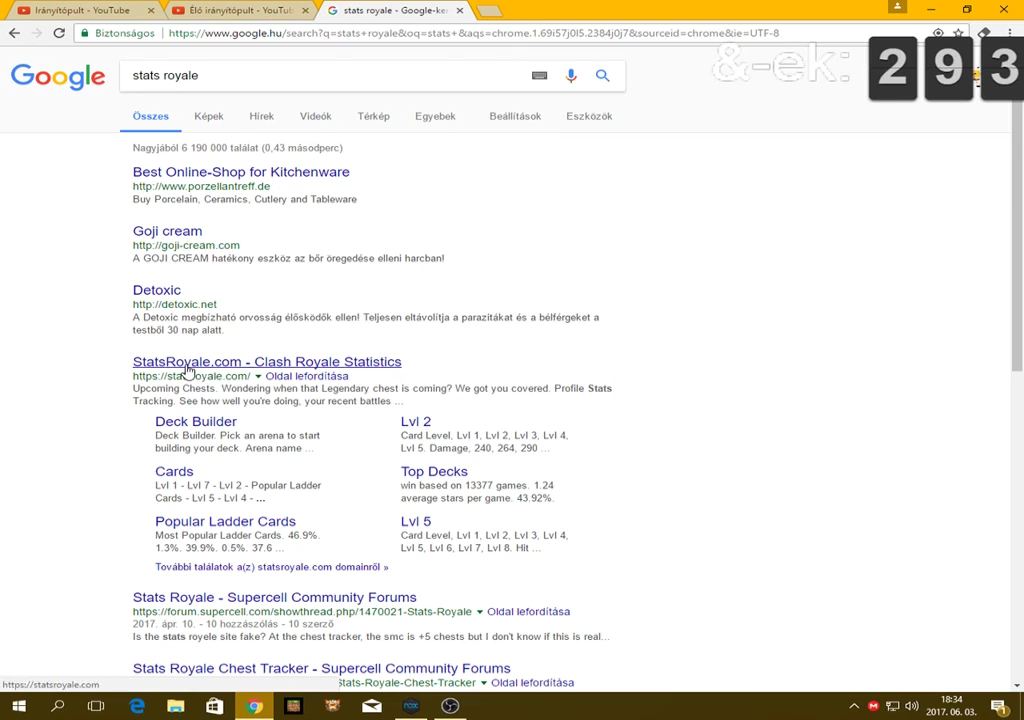 Irányítópult - YouTube
Élő irányítópult - YouTu
stats royale - Google-ke
Biztonságos
https://www.google.hu/search?q=stats+royale&oq=stats+&aqs=chrome.1.69i57j0l5.2384j0j7&sourceid=chrome&ie=UTF-8
&-ek: 293
Google
stats royale
Összes Képek Hírek Videók Térkép Egyebek Beállítások Eszközök
Nagyjából 6 190 000 találat (0,43 másodperc)
Best Online-Shop for Kitchenware
http://www.porzellantreff.de
Buy Porcelain, Ceramics, Cutlery and Tableware
Goji cream
http://goji-cream.com
A GOJI CREAM hatékony eszköz az bőr öregedése elleni harcban!
Detoxic
http://detoxic.net
A Detoxic megbízható orvosság élősködők ellen! Teljesen eltávolítja a parazitákat és a bélférgeket a
testből 30 nap alatt.
StatsRoyale.com - Clash Royale Statistics
https://statsroyale.com/ Oldal lefordítása
Upcoming Chests. Wondering when that Legendary chest is coming? We got you covered. Profile Stats
Tracking. See how well you're doing, your recent battles ...
Deck Builder
Deck Builder. Pick an arena to start
building your deck. Arena name ...
Lvl 2
Card Level, Lvl 1, Lvl 2, Lvl 3, Lvl 4,
Lvl 5. Damage, 240, 264, 290 ...
Cards
Lvl 1 - Lvl 7 - Lvl 2 - Popular Ladder
Cards - Lvl 5 - Lvl 4 - ...
Top Decks
win based on 13377 games. 1.24
average stars per game. 43.92%.
Popular Ladder Cards
Most Popular Ladder Cards. 46.9%.
1.3%. 39.9%. 0.5%. 37.6 ...
Lvl 5
Card Level, Lvl 1, Lvl 2, Lvl 3, Lvl 4,
Lvl 5, Lvl 6, Lvl 7, Lvl 8. Hit ...
További találatok a(z) statsroyale.com domainről »
Stats Royale - Supercell Community Forums
https://forum.supercell.com/showthread.php/1470021-Stats-Royale Oldal lefordítása
2017. ápr. 10. - 10 hozzászólás - 10 szerző
Is the stats royele site fake? At the chest tracker, the smc is +5 chests but I don't know if this is real...
Stats Royale Chest Tracker - Supercell Community Forums
Stats-Royale-Chest-Tracker Oldal lefordítása
https://statsroyale.com
nox
18:34
2017. 06. 03.